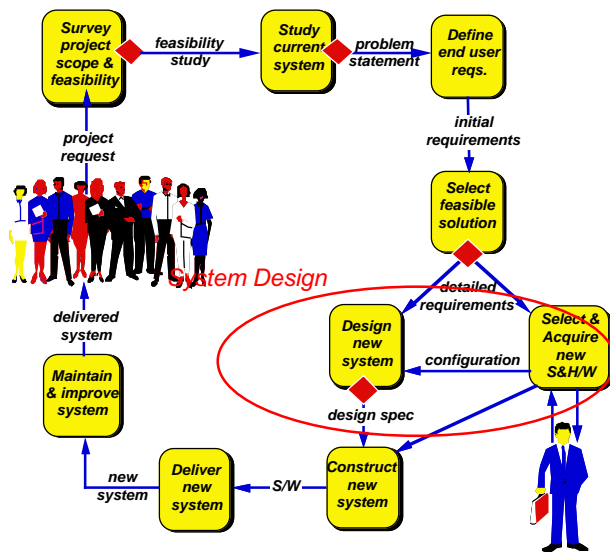 Survey
project
scope &
feasibility
feasibility
study
Study
current
system
problem
statement
Define
end user
reqs.
project
request
initial
requirements
Select
feasible
solution
System Design
detailed
requirements
delivered
system
Design
new
system
Select &
Acquire
new
S&H/W
configuration
Maintain
& improve
system
design spec
Deliver
new
system
new
system
S/W
Construct
new
system